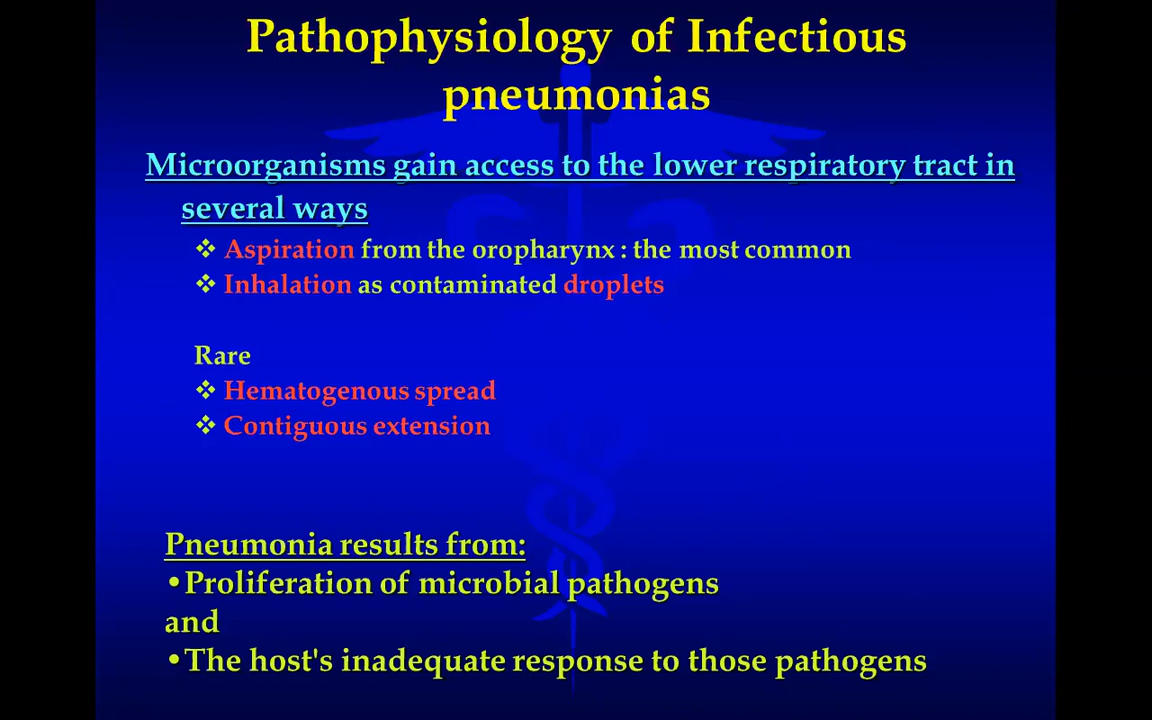 Pathophysiology of Infectious
pneumonias
Microorganisms gain access to the lower respiratory tract in
several ways
❖ Aspiration from the oropharynx : the most common
❖ Inhalation as contaminated droplets
Rare
❖ Hematogenous spread
❖ Contiguous extension
Pneumonia results from:
•Proliferation of microbial pathogens
and
•The host's inadequate response to those pathogens